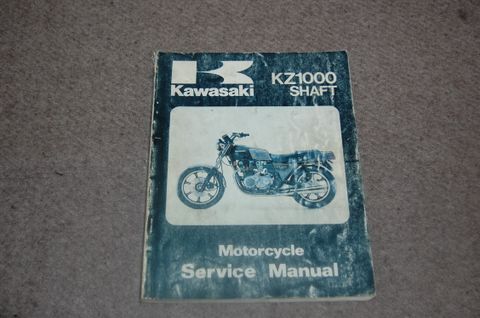 Kawasaki
KZ1000
SHAFT
Motorcycle
Service Manual